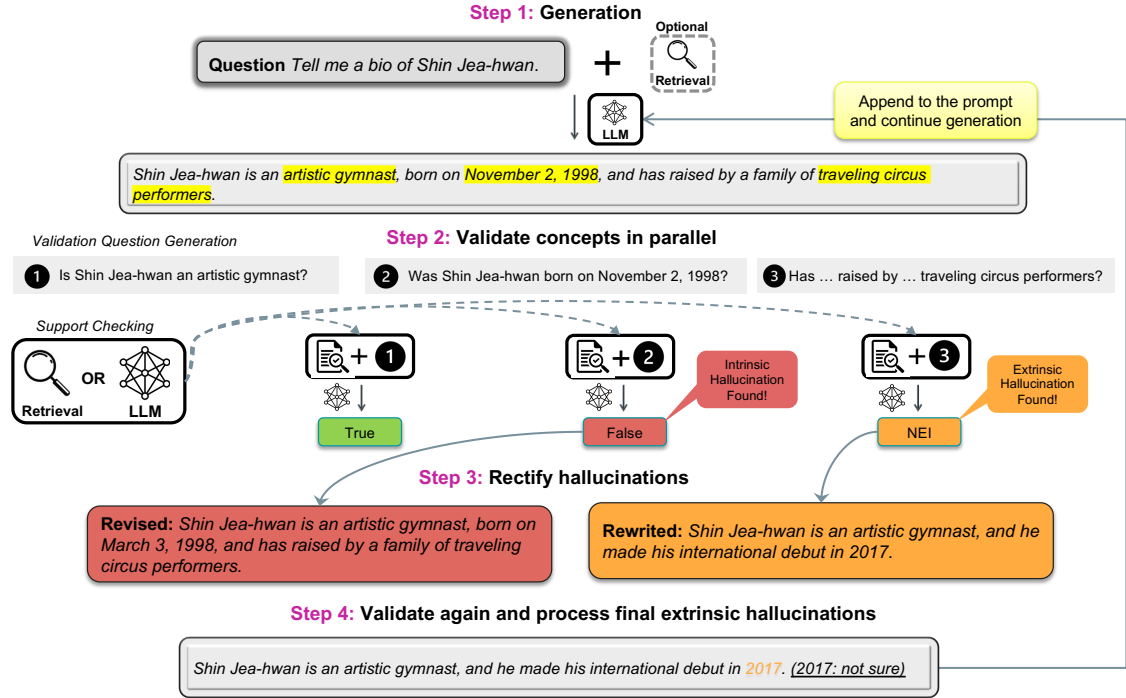 Step 1: Generation
Optional
Question Tell me a bio of Shin Jea-hwan.
+
Retrieval
LLM
Append to the prompt
and continue generation
Shin Jea-hwan is an artistic gymnast, born on November 2, 1998, and has raised by a family of traveling circus
performers.
Validation Question Generation
Step 2: Validate concepts in parallel
1 Is Shin Jea-hwan an artistic gymnast?
2 Was Shin Jea-hwan born on November 2, 1998?
3 Has … raised by … traveling circus performers?
Support Checking
Retrieval
OR
LLM
+ 1
+ 2
+ 3
Intrinsic
Hallucination
Found!
Extrinsic
Hallucination
Found!
True
False
NEI
Step 3: Rectify hallucinations
Revised: Shin Jea-hwan is an artistic gymnast, born on
March 3, 1998, and has raised by a family of traveling
circus performers.
Rewrited: Shin Jea-hwan is an artistic gymnast, and he
made his international debut in 2017.
Step 4: Validate again and process final extrinsic hallucinations
Shin Jea-hwan is an artistic gymnast, and he made his international debut in 2017. (2017: not sure)